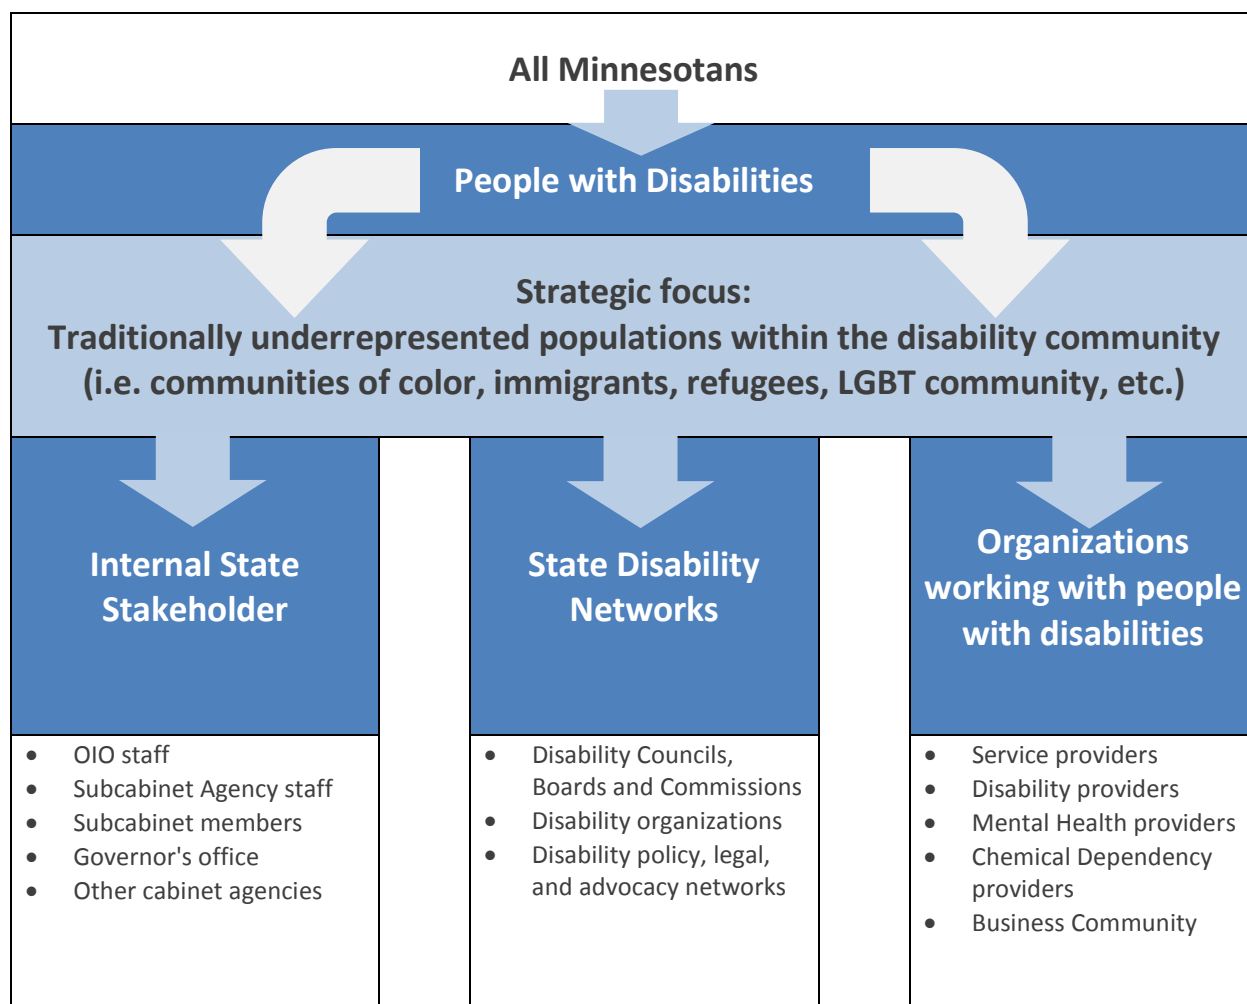 All Minnesotans
People with Disabilities
Strategic focus:
Traditionally underrepresented populations within the disability community
(i.e. communities of color, immigrants, refugees, LGBT community, etc.)
Internal State
Stakeholder
• OIO staff
• Subcabinet Agency staff
• Subcabinet members
• Governor's office
• Other cabinet agencies
State Disability
Networks
• Disability Councils,
Boards and Commissions
• Disability organizations
• Disability policy, legal,
and advocacy networks
Organizations
working with people
with disabilities
• Service providers
• Disability providers
• Mental Health providers
• Chemical Dependency
providers
• Business Community